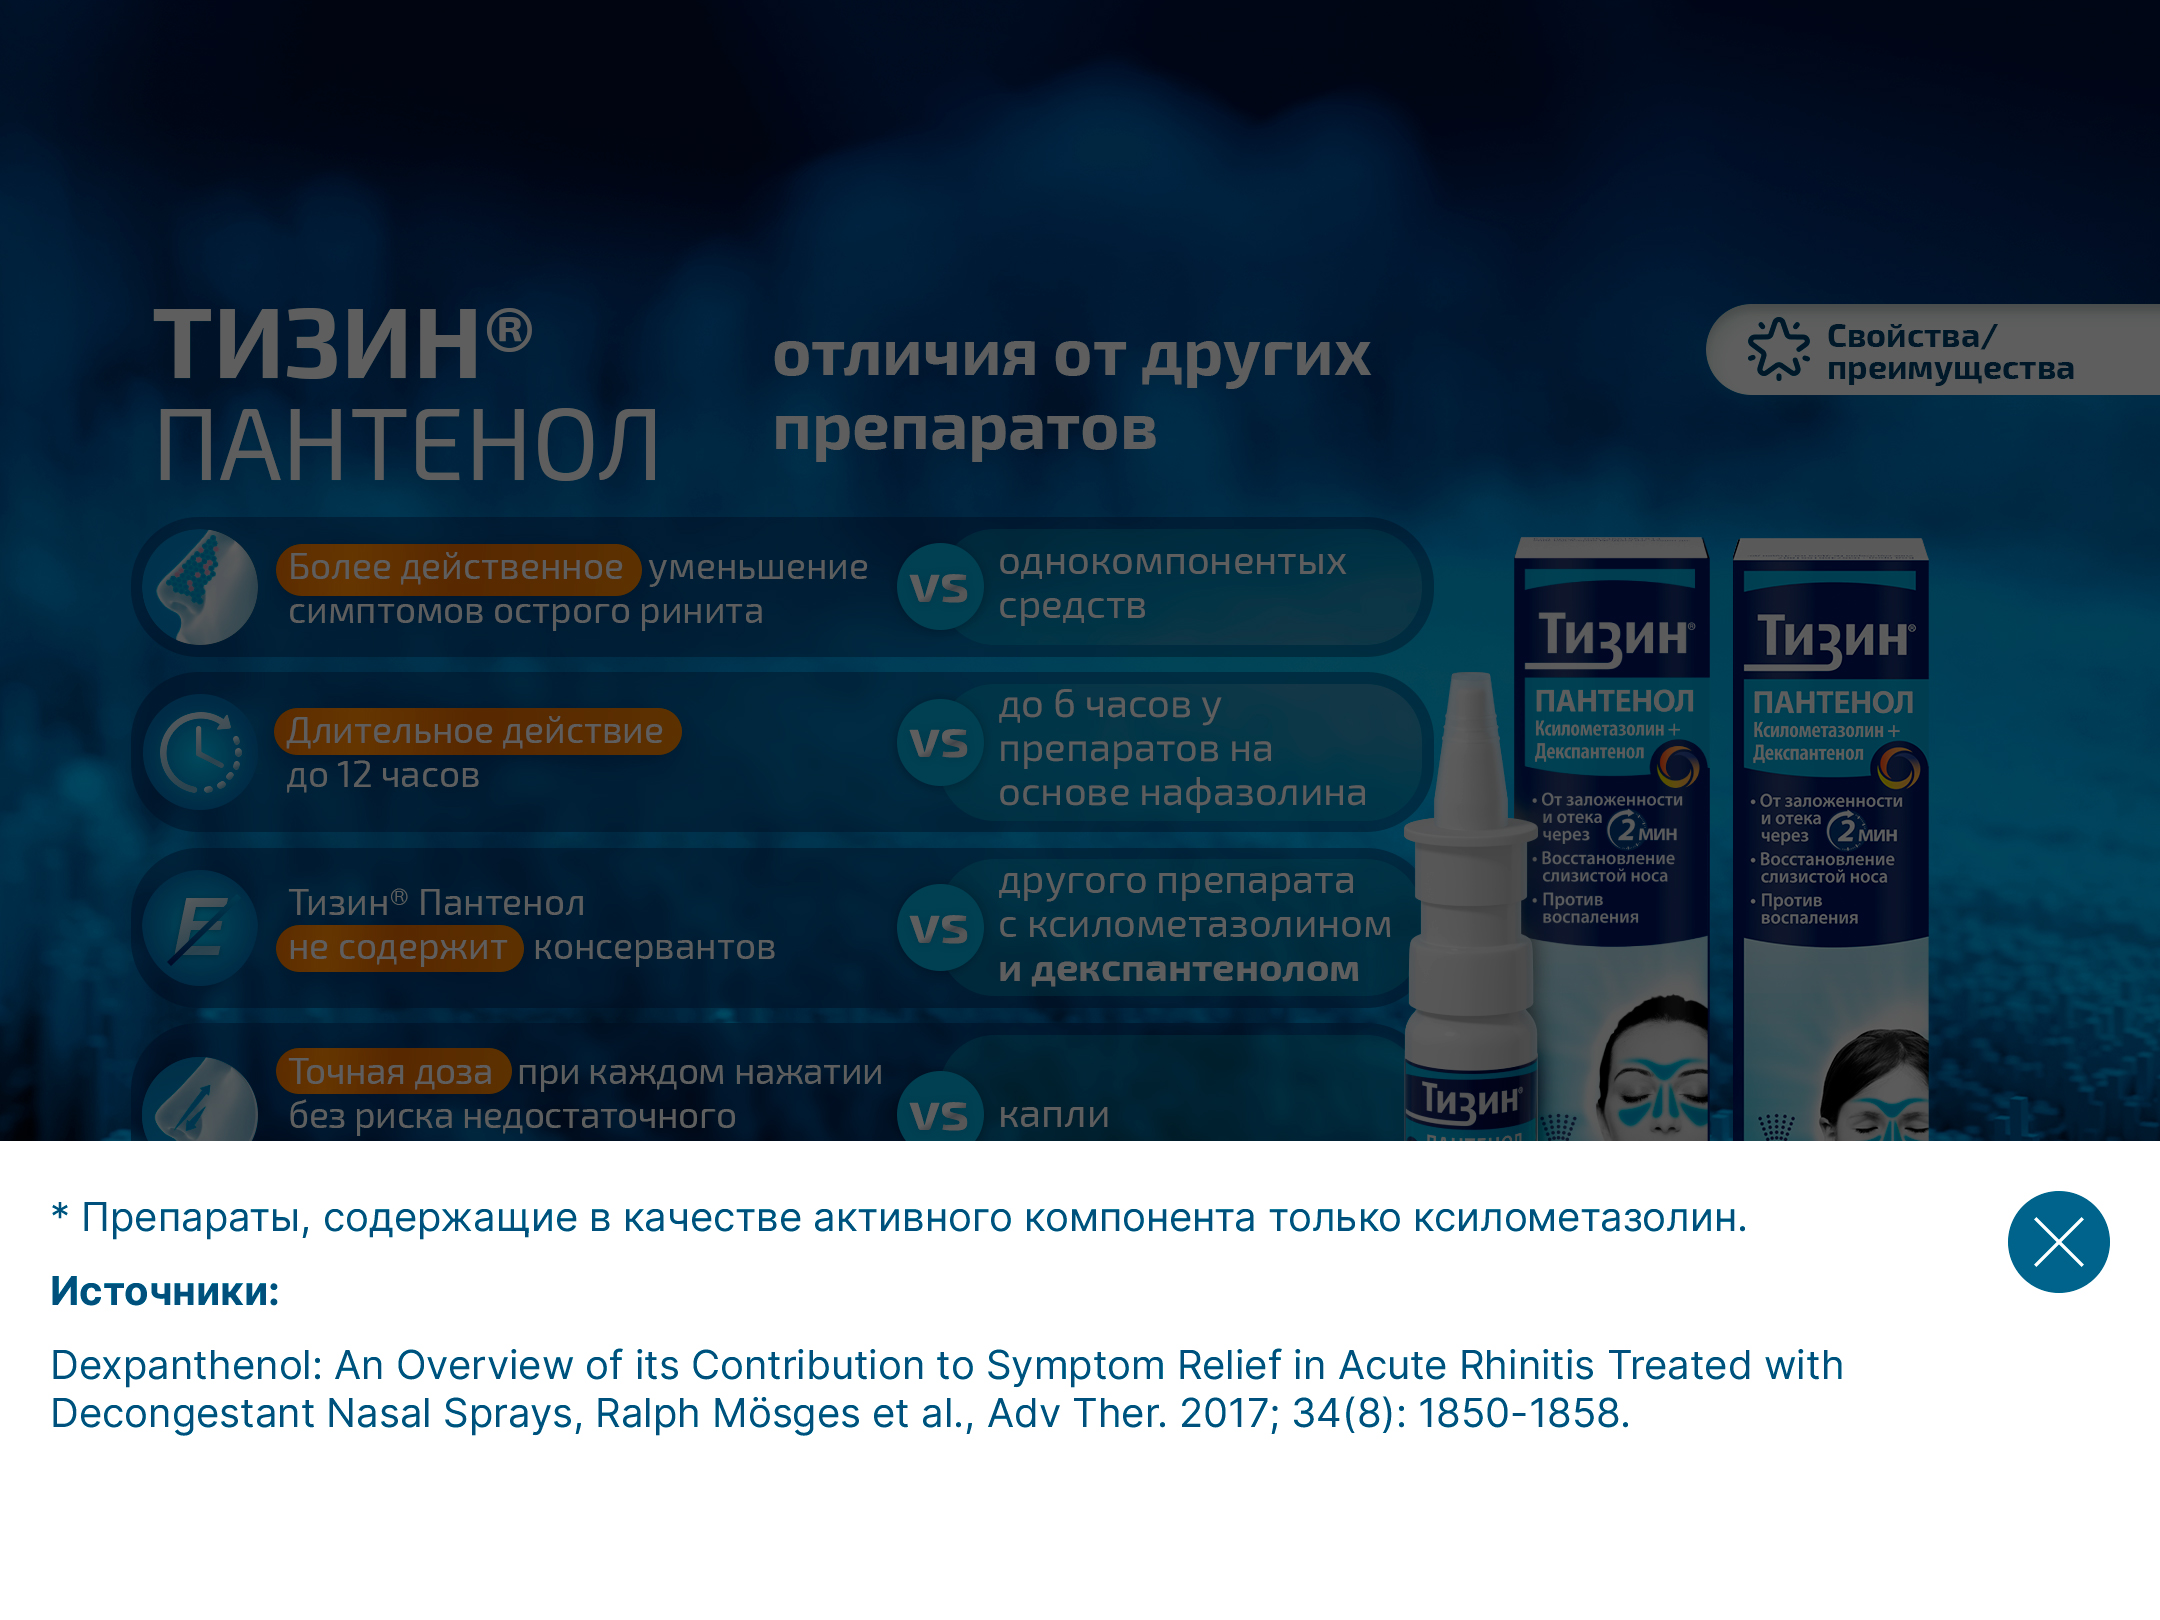 ТИЗИН®
ПАНТЕНОЛ
отличия от других
препаратов
Свойства/
преимущества
Более действенное уменьшение
симптомов острого ринита
VS
однокомпонентых
средств
Длительное действие
до 12 часов
VS
до 6 часов у
препаратов на
основе нафазолина
E
Тизин® Пантенол
не содержит консервантов
VS
другого препарата
с ксилометазолином
и декспантенолом
Точная доза при каждом нажатии
без риска недостаточного
VS
капли
Тизин®
ПАНТЕНОЛ
Ксилометазолин +
Декспантенол
• От заложенности
и отека
через 2 мин
• Восстановление
слизистой носа
• Против
воспаления
Тизин®
ПАНТЕНОЛ
Ксилометазолин +
Декспантенол
• От заложенности
и отека
через 2 мин
• Восстановление
слизистой носа
• Против
воспаления
Тизин®
ПАНТЕНОЛ
* Препараты, содержащие в качестве активного компонента только ксилометазолин.
Источники:
Dexpanthenol: An Overview of its Contribution to Symptom Relief in Acute Rhinitis Treated with
Decongestant Nasal Sprays, Ralph Mösges et al., Adv Ther. 2017; 34(8): 1850-1858.